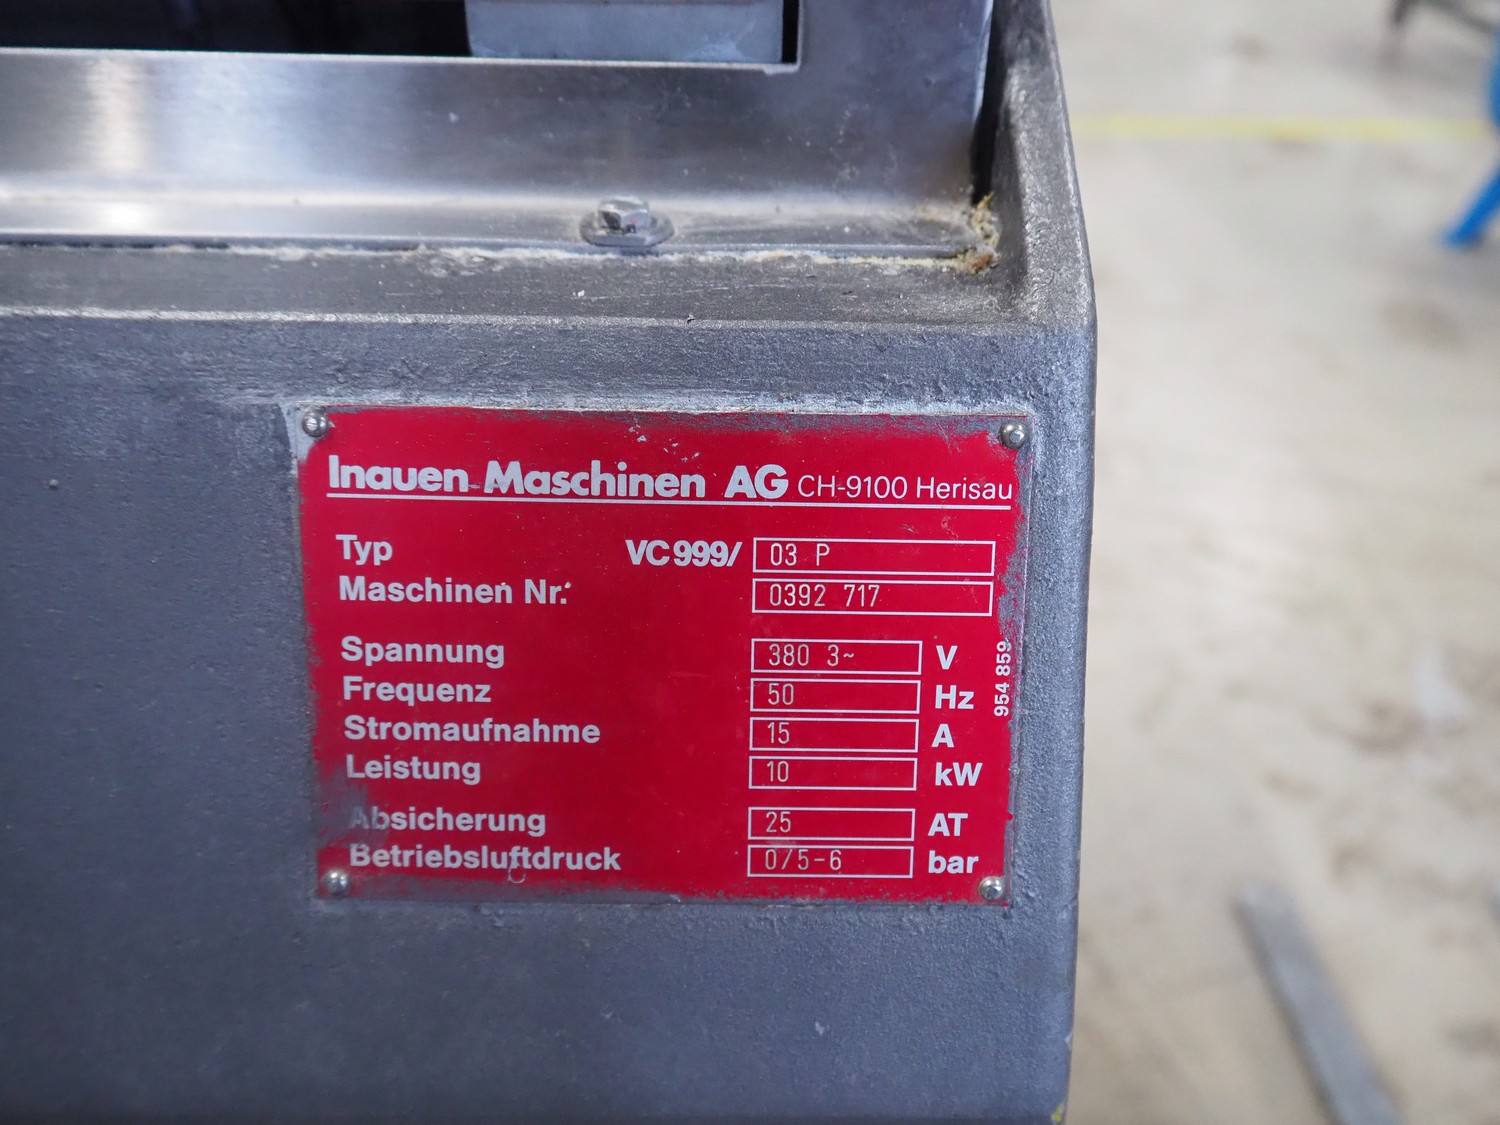 Inauen Maschinen AG CH-9100 Herisau
Typ VC999/ 03 P
Maschinen Nr. 0392 717
Spannung 380 3~ V
Frequenz 50 Hz
Stromaufnahme 15 A
Leistung 10 kW
Absicherung 25 AT
Betriebsluftdruck 0/5-6 bar
954 859